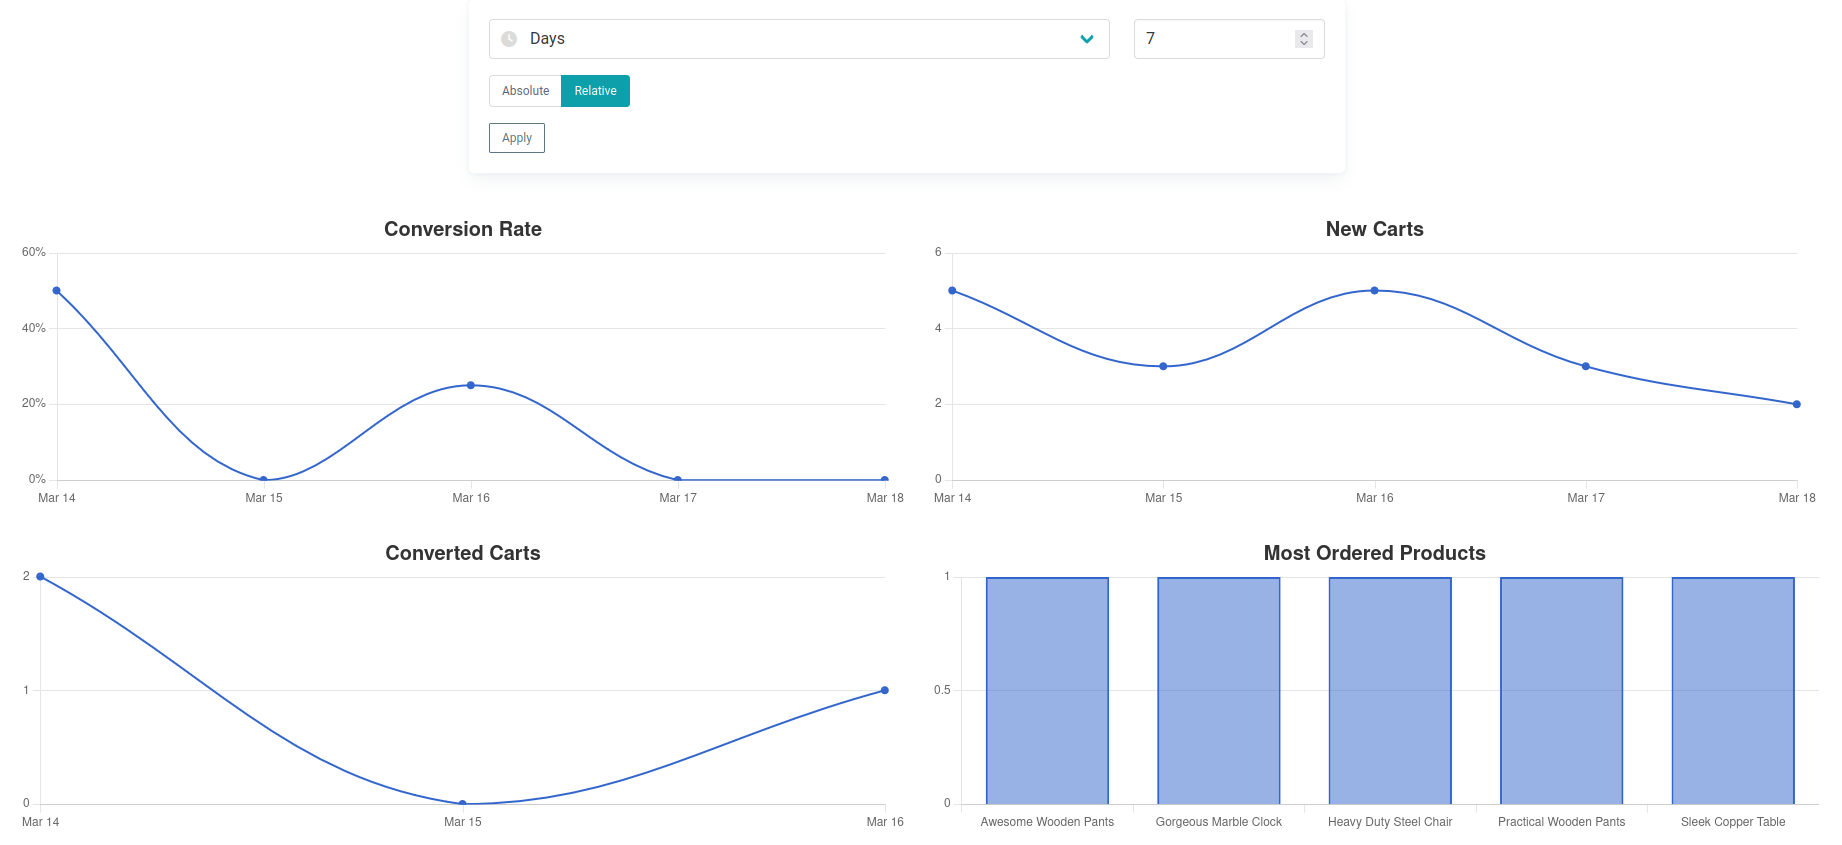 Days
7
Absolute Relative
Apply
Conversion Rate
60%
40%
20%
0%
Mar 14 Mar 15 Mar 16 Mar 17 Mar 18
New Carts
6
4
2
0
Mar 14 Mar 15 Mar 16 Mar 17 Mar 18
Converted Carts
2
1
0
Mar 14 Mar 15 Mar 16
Most Ordered Products
1
0.5
0
Awesome Wooden Pants Gorgeous Marble Clock Heavy Duty Steel Chair Practical Wooden Pants Sleek Copper Table